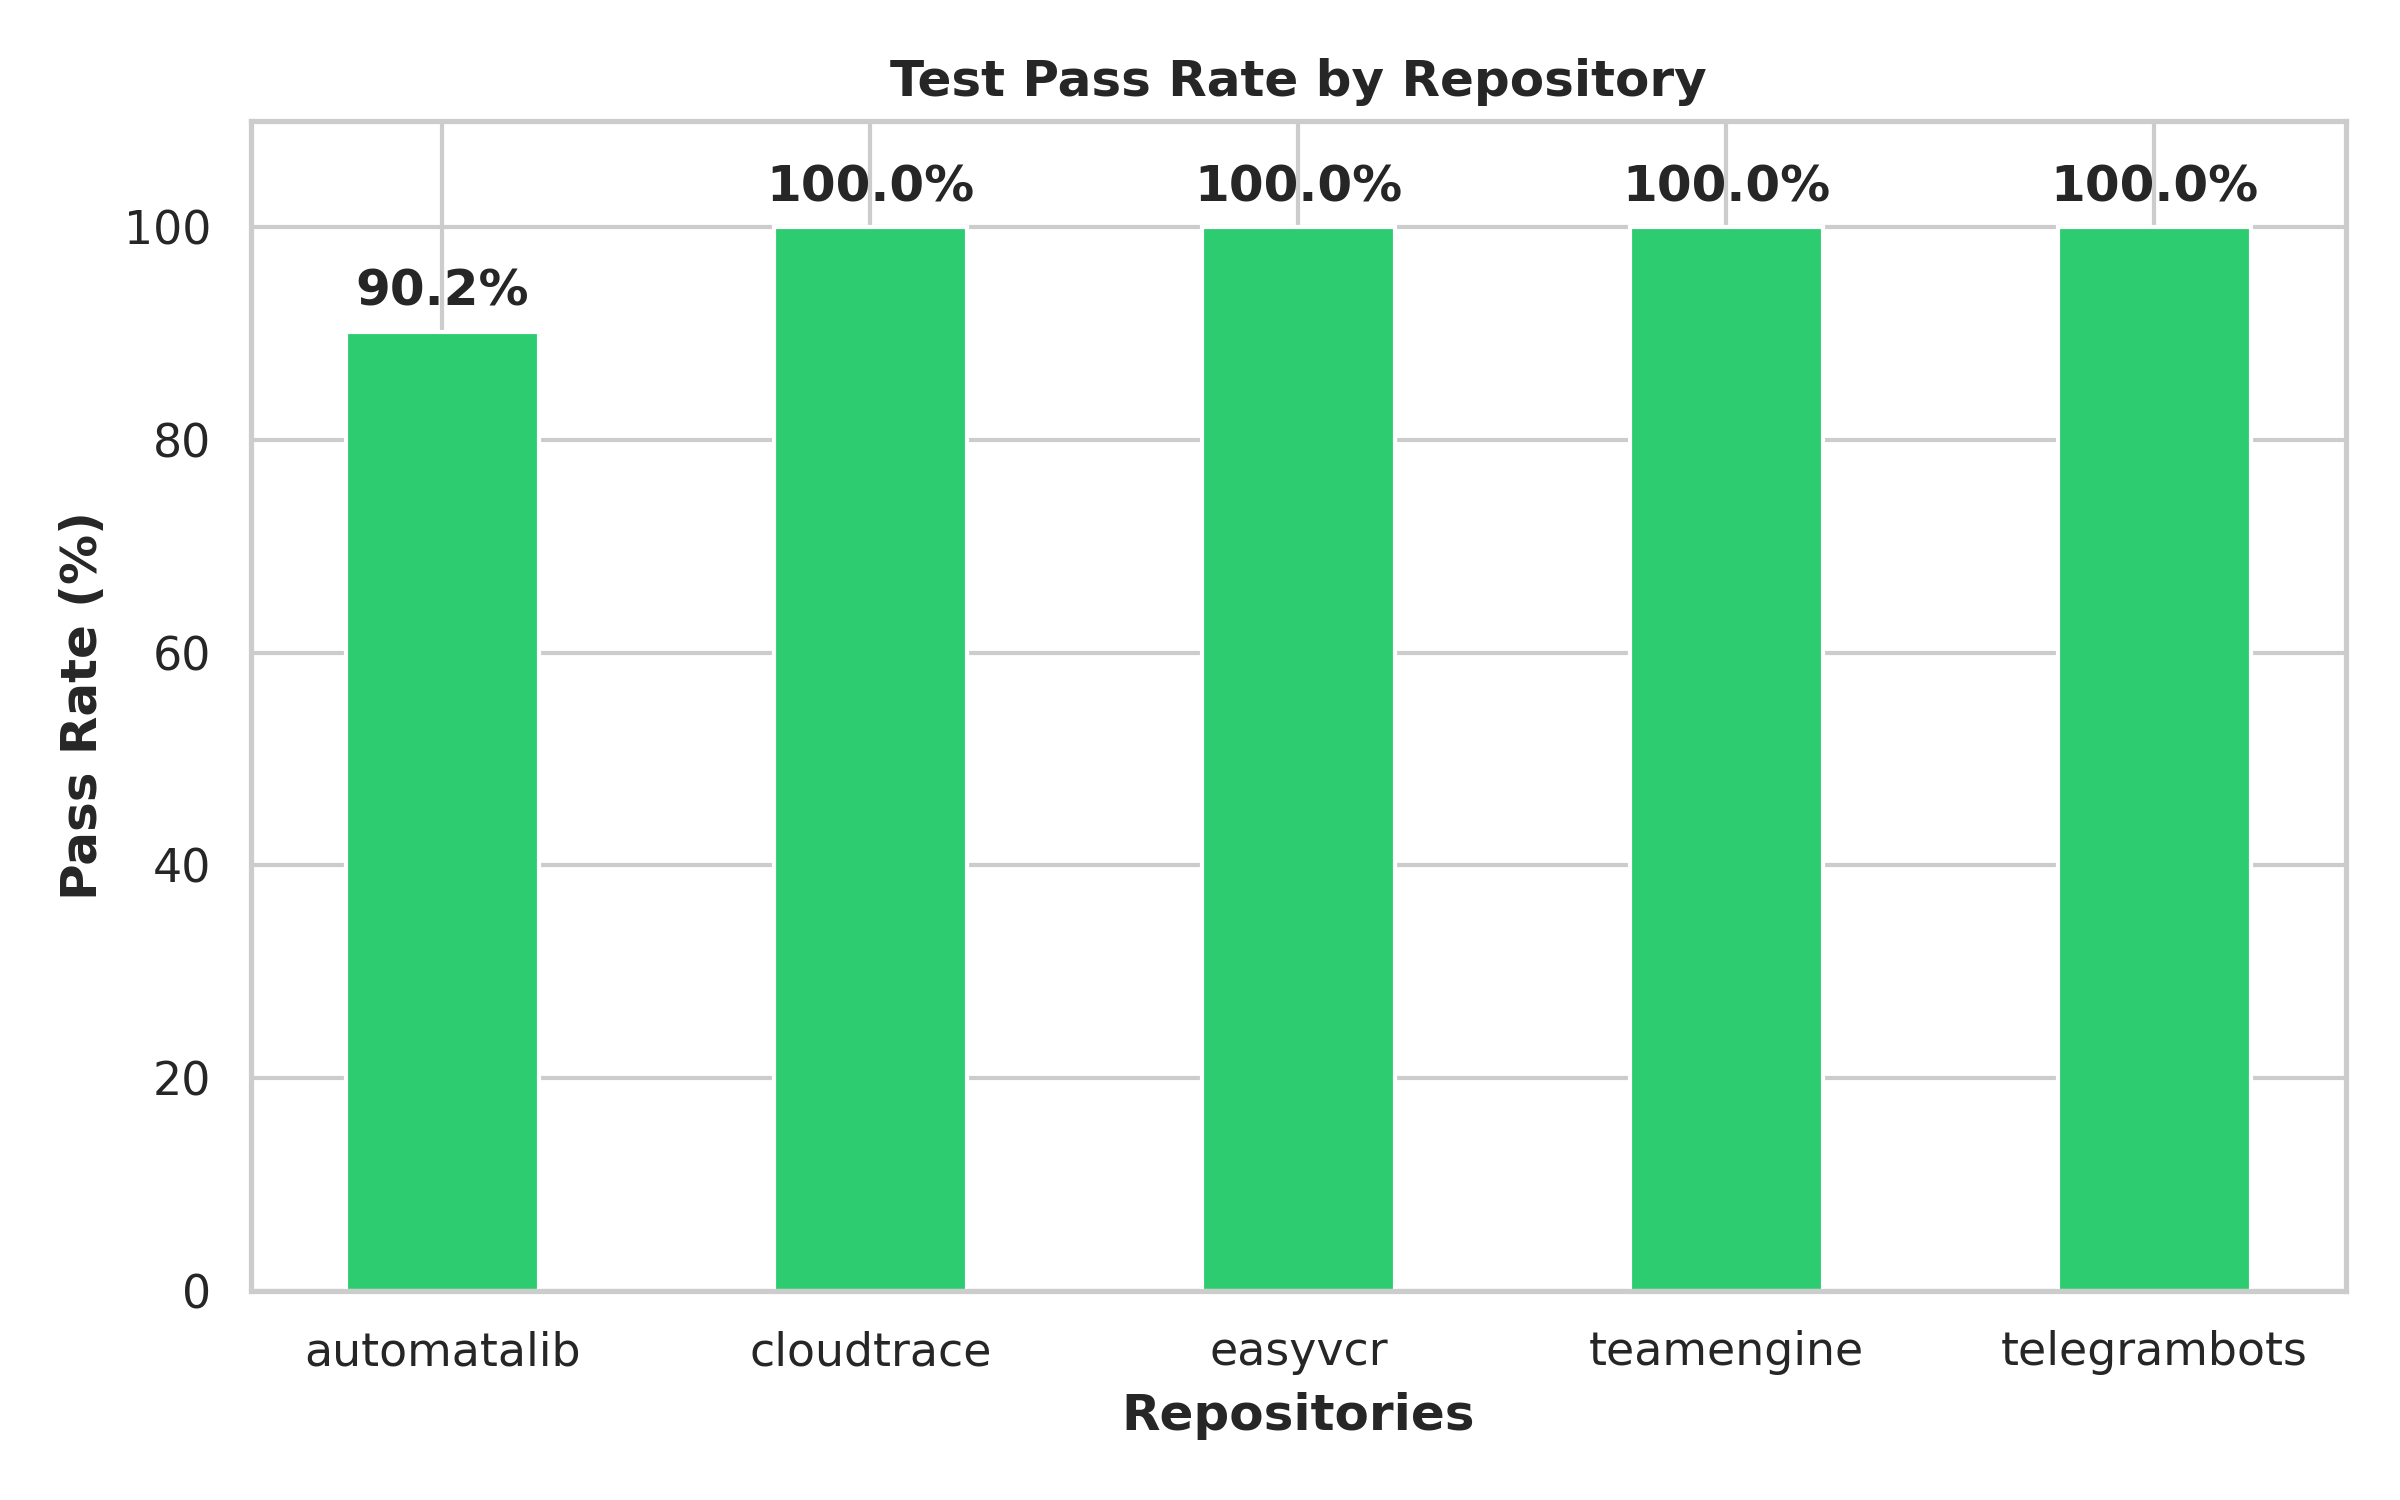 Test Pass Rate by Repository
100.0% 100.0% 100.0% 100.0%
90.2%
100
80
60
40
20
0
Pass Rate (%)
automatalib cloudtrace easyvcr teamengine telegrambots
Repositories